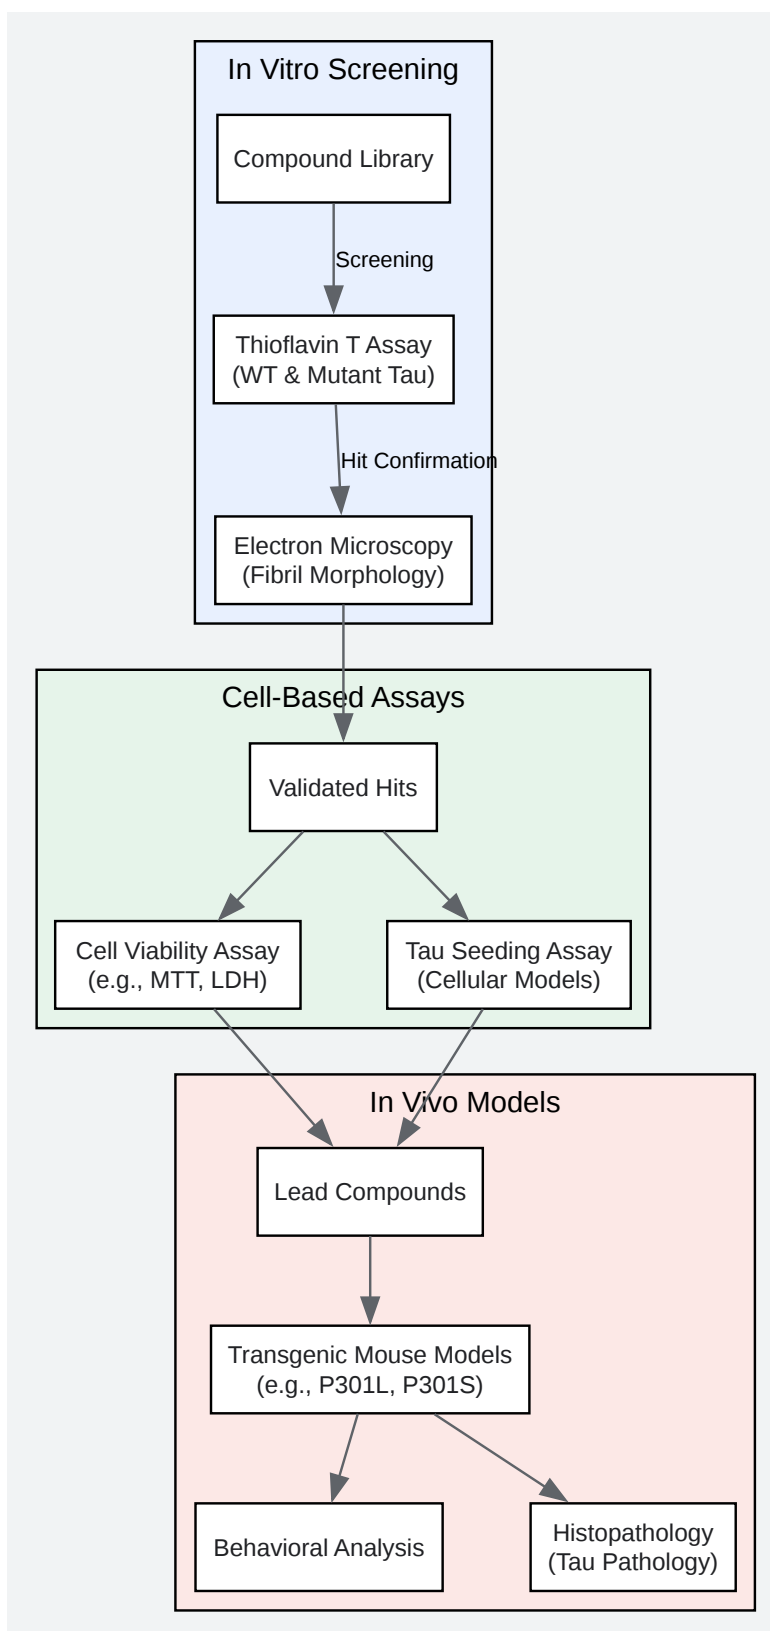 In Vitro Screening
Compound Library
Screening
Thioflavin T Assay
(WT & Mutant Tau)
Hit Confirmation
Electron Microscopy
(Fibril Morphology)
Cell-Based Assays
Validated Hits
Cell Viability Assay
(e.g., MTT, LDH)
Tau Seeding Assay
(Cellular Models)
In Vivo Models
Lead Compounds
Transgenic Mouse Models
(e.g., P301L, P301S)
Behavioral Analysis
Histopathology
(Tau Pathology)